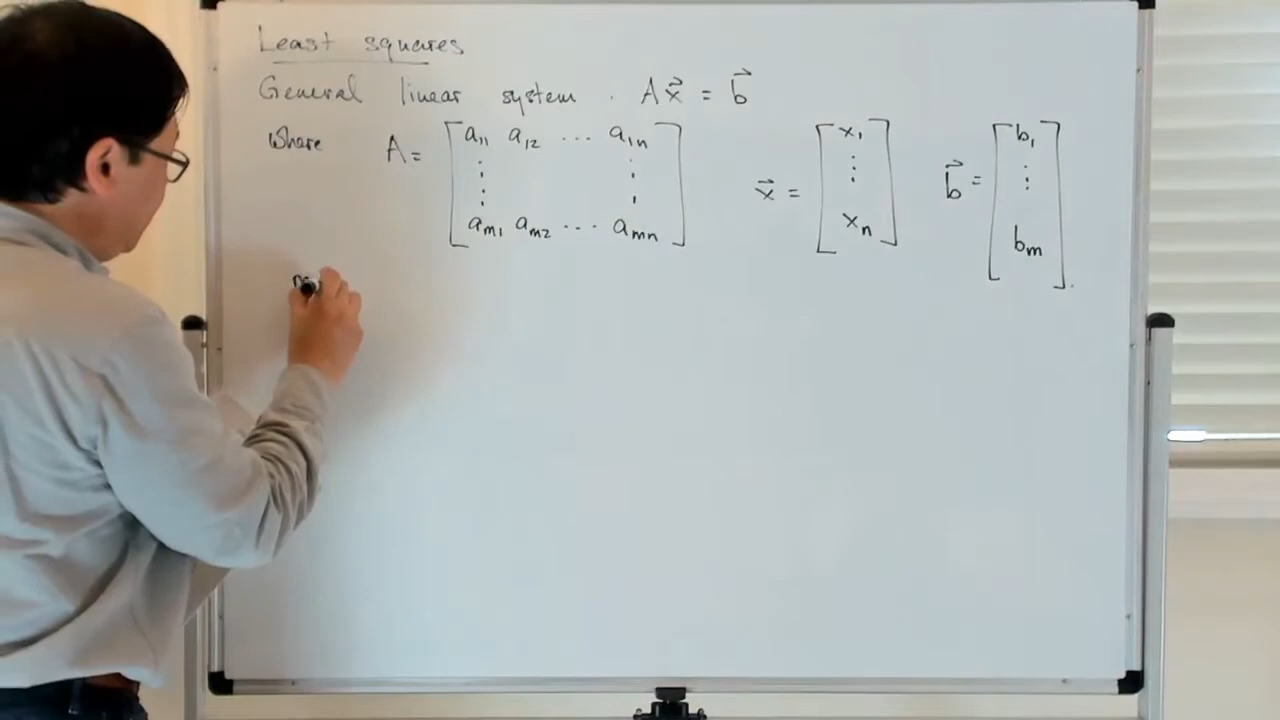 Least squares
General linear system . A x⃗ = b⃗
Where A = [ a11 a12 ... a1n ⋮ ⋮ am1 am2 ... amn ] x⃗ = [ x1 ⋮ xn ] b⃗ = [ b1 ⋮ bm ] .